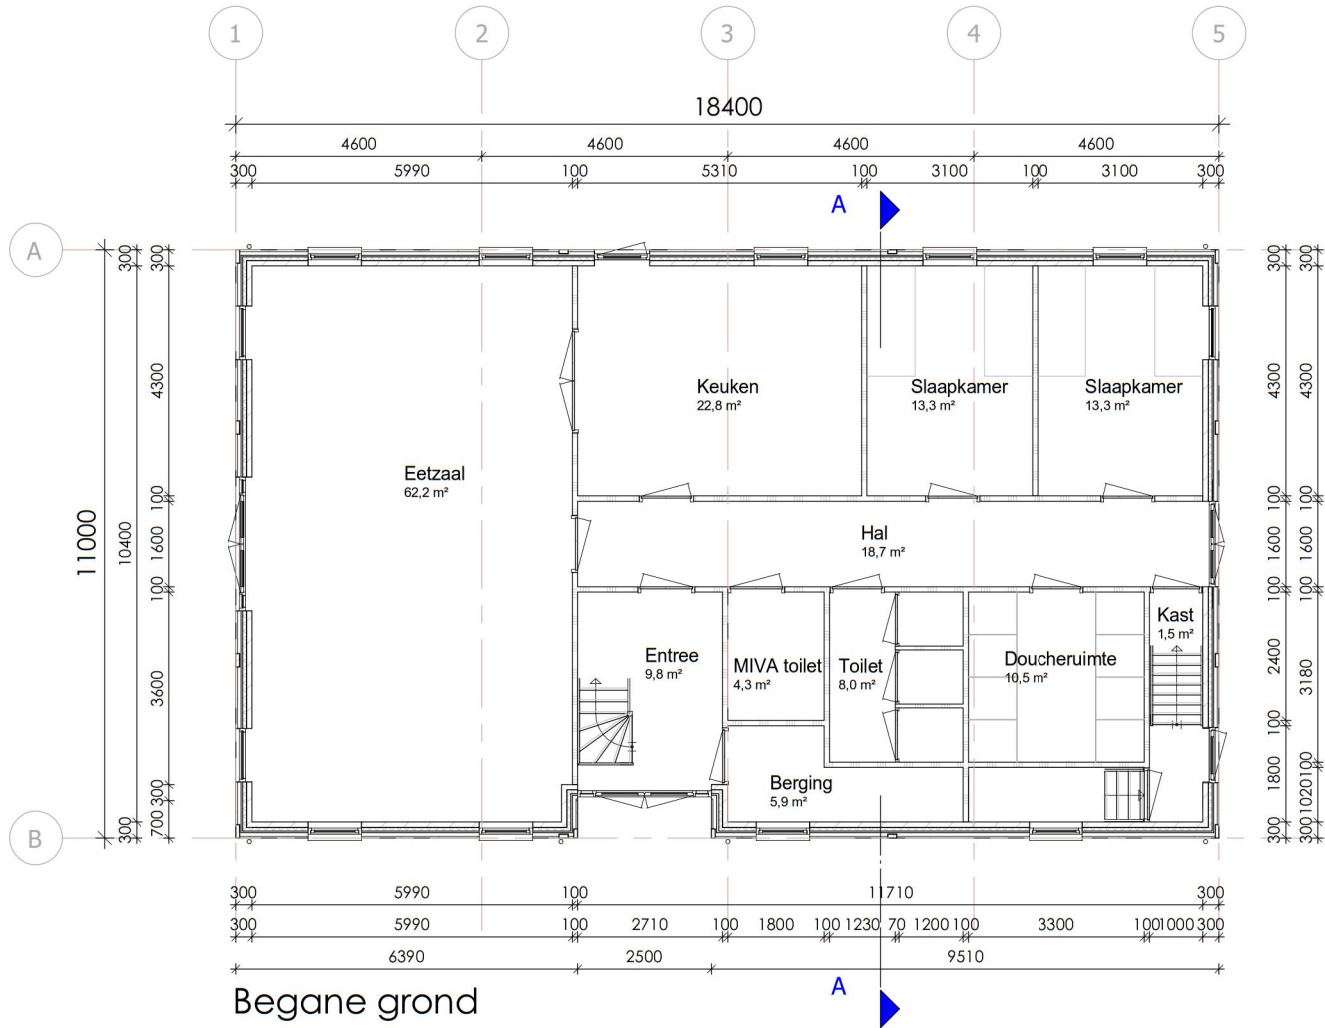 1 2 3 4 5
18400
4600 4600 4600 4600
300 5990 100 5310 100 3100 100 3100 300
A
A
300 300 300 300
Keuken
22,8 m²
Slaapkamer
13,3 m²
Slaapkamer
13,3 m²
4300 4300 4300
Eetzaal
62,2 m²
11000
10400
100 1600 100
Hal
18,7 m²
100 1600 100
100 1600 100
Entree
9,8 m²
MIVA toilet
4,3 m²
Toilet
8,0 m²
Doucheruimte
10,5 m²
Kast
1,5 m²
3600
2400 3180
100
Berging
5,9 m²
300 700 300
1800 300
100 1020 300
B
300 5990 100 11710 300
300 5990 100 2710 100 1800 100 1230 70 1200 100 3300 100 1000 300
6390 2500 9510
A
Begane grond